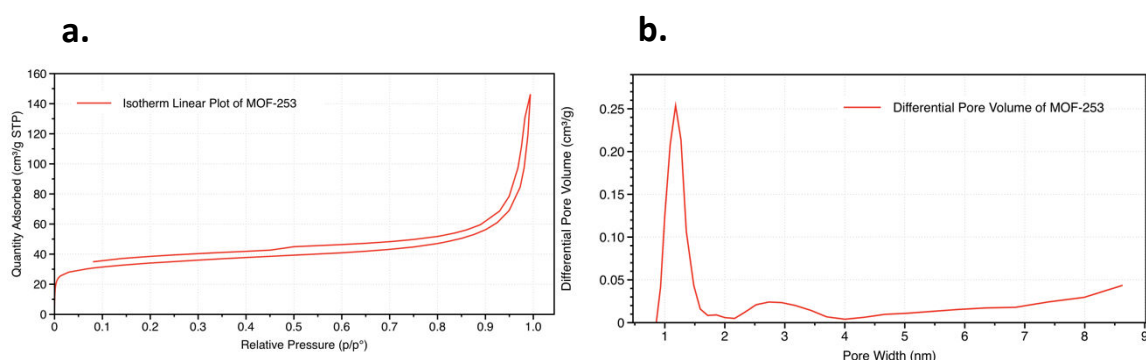 a.
Quantity Adsorbed (cm³/g STP)
160
140
120
100
80
60
40
20
0
Isotherm Linear Plot of MOF-253
0 0.1 0.2 0.3 0.4 0.5 0.6 0.7 0.8 0.9 1.0
Relative Pressure (p/p°)
b.
Differential Pore Volume (cm³/g)
0.25
0.20
0.15
0.10
0.05
0
Differential Pore Volume of MOF-253
1 2 3 4 5 6 7 8 9
Pore Width (nm)